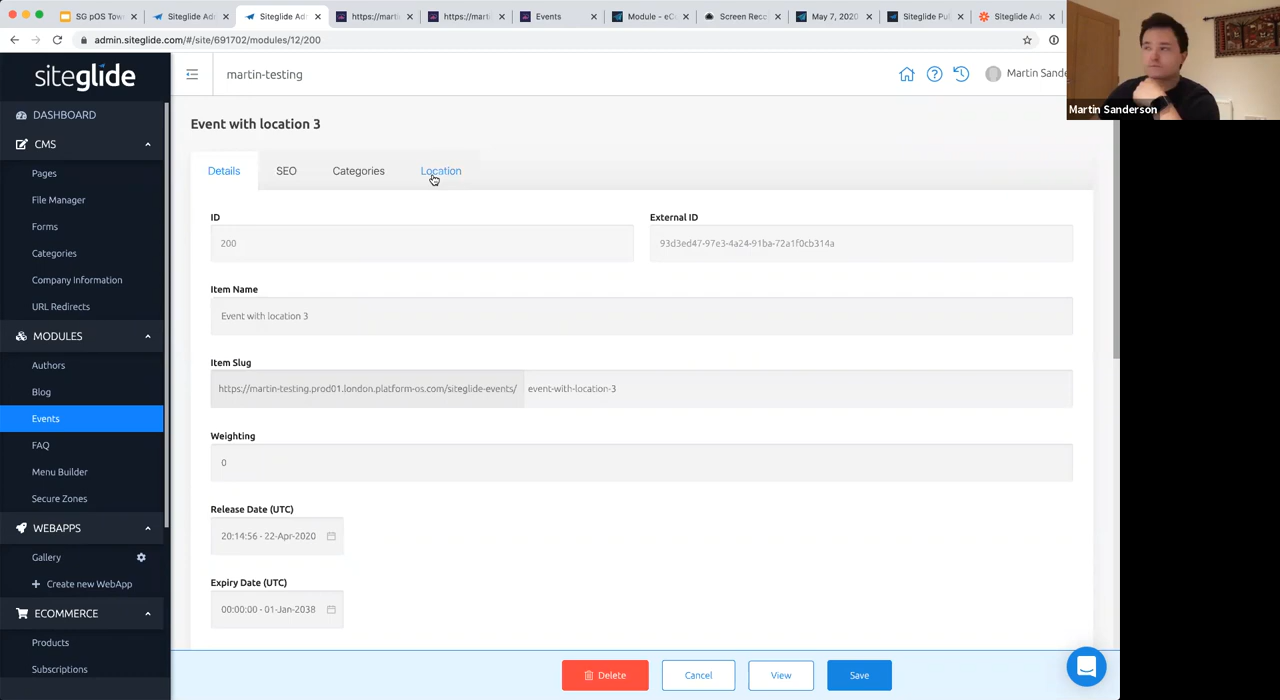 SG pOS Tow
Siteglide Ad
Siteglide Ad
https://marti
https://martin
Events
Module - eCo
Screen Reco
May 7, 2020
Siteglide Pul
Siteglide Ad
admin.siteglide.com/#/site/691702/modules/12/200
siteglide
martin-testing
Martin Sande
Martin Sanderson
DASHBOARD
CMS
Pages
File Manager
Forms
Categories
Company Information
URL Redirects
MODULES
Authors
Blog
Events
FAQ
Menu Builder
Secure Zones
WEBAPPS
Gallery
+ Create new WebApp
ECOMMERCE
Products
Subscriptions
Event with location 3
Details SEO Categories Location
ID External ID
200 93d3ed47-97e3-4a24-91ba-72a1f0cb314a
Item Name
Event with location 3
Item Slug
https://martin-testing.prod01.london.platform-os.com/siteglide-events/ event-with-location-3
Weighting
0
Release Date (UTC)
20:14:56 - 22-Apr-2020
Expiry Date (UTC)
00:00:00 - 01-Jan-2038
Delete Cancel View Save